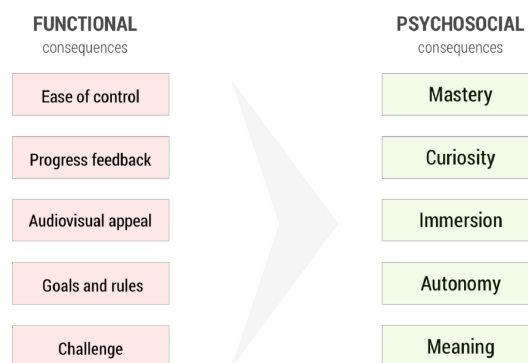 FUNCTIONAL
consequences
Ease of control
Progress feedback
Audiovisual appeal
Goals and rules
Challenge
PSYCHOSOCIAL
consequences
Mastery
Curiosity
Immersion
Autonomy
Meaning